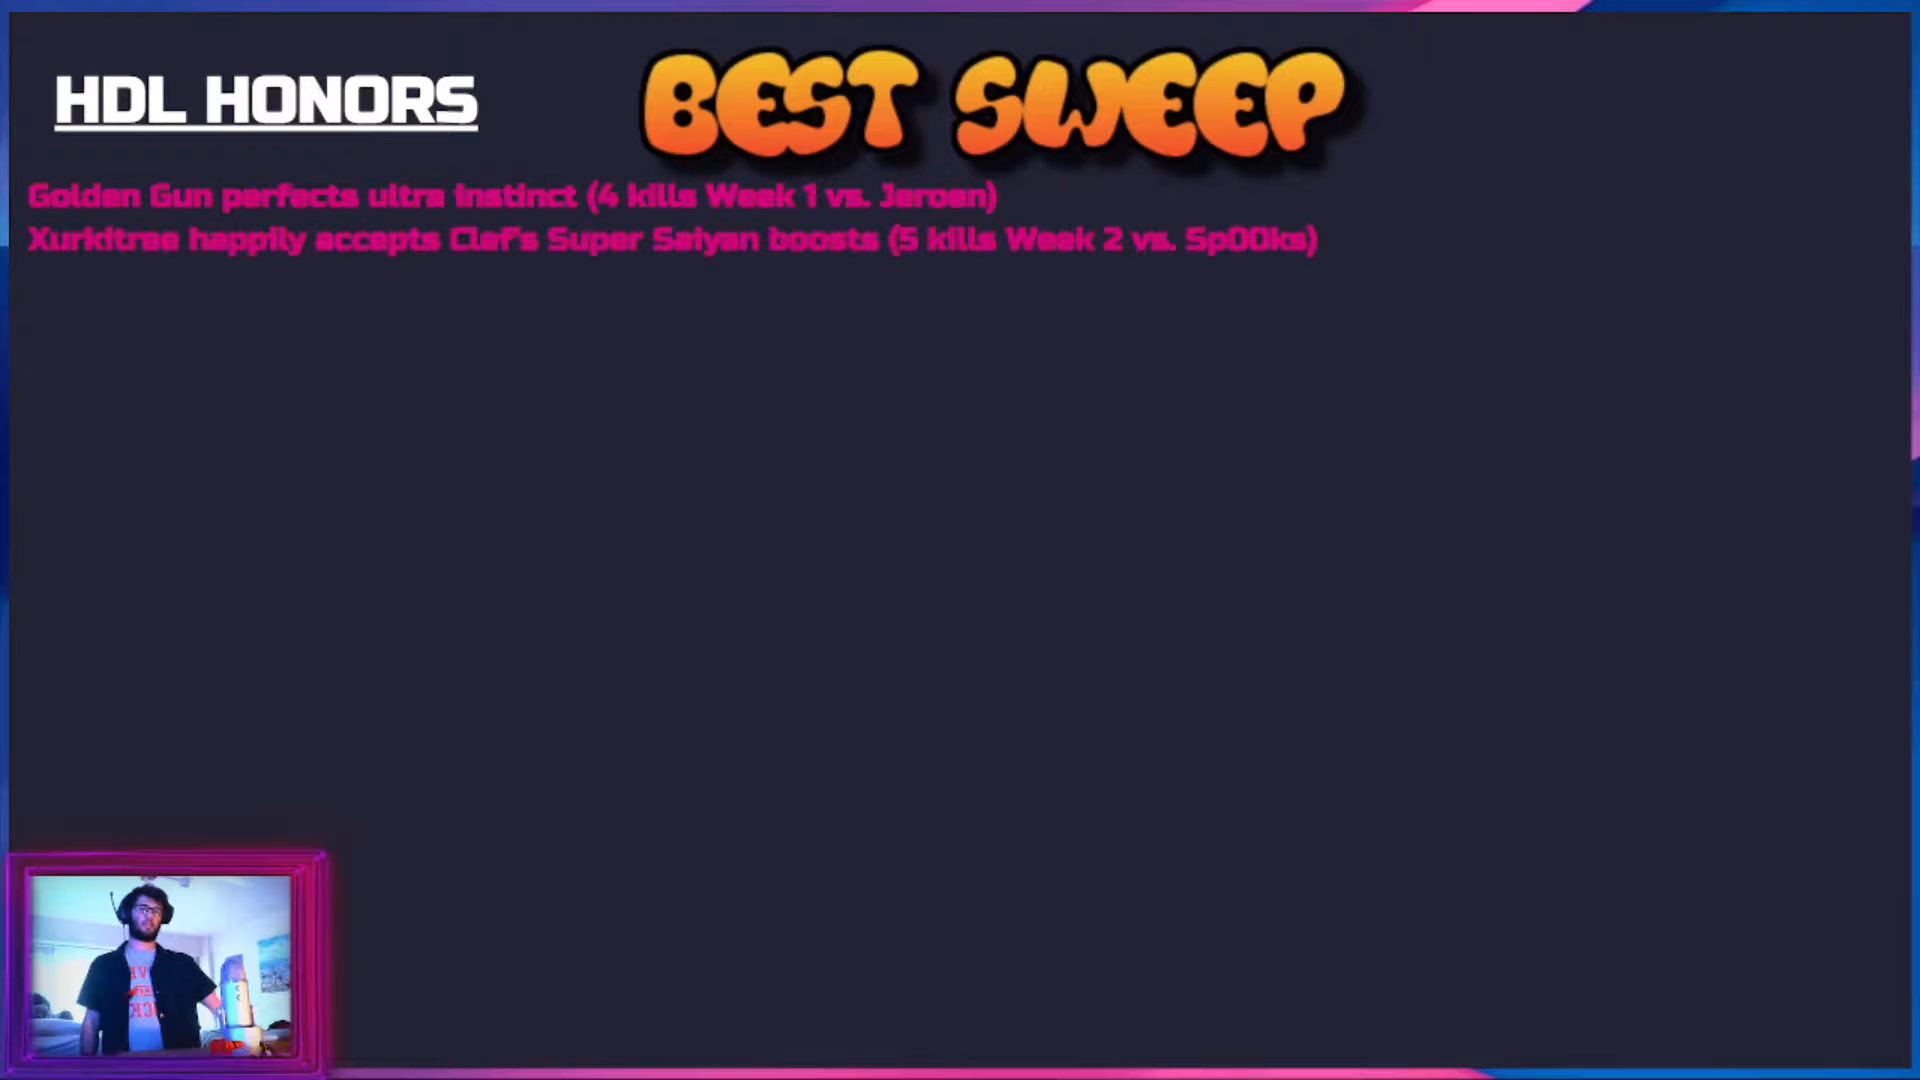 HDL HONORS
BEST SWEEP
Golden Gun perfects ultra instinct (4 kills Week 1 vs. Jeroen)
Xurkitree happily accepts Clef's Super Saiyan boosts (5 kills Week 2 vs. Sp00ks)